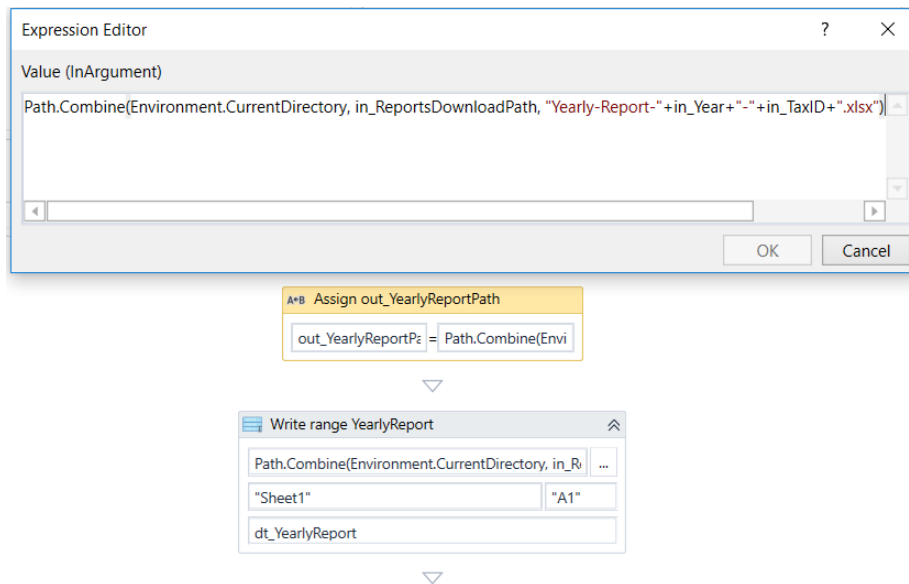 Expression Editor ? ×
Value (InArgument)
Path.Combine(Environment.CurrentDirectory, in_ReportsDownloadPath, "Yearly-Report-"+in_Year+"-"+in_TaxID+".xlsx")
OK Cancel
A+B Assign out_YearlyReportPath
out_YearlyReportPa = Path.Combine(Envi
Write range YearlyReport
Path.Combine(Environment.CurrentDirectory, in_Re ...
"Sheet1" "A1"
dt_YearlyReport